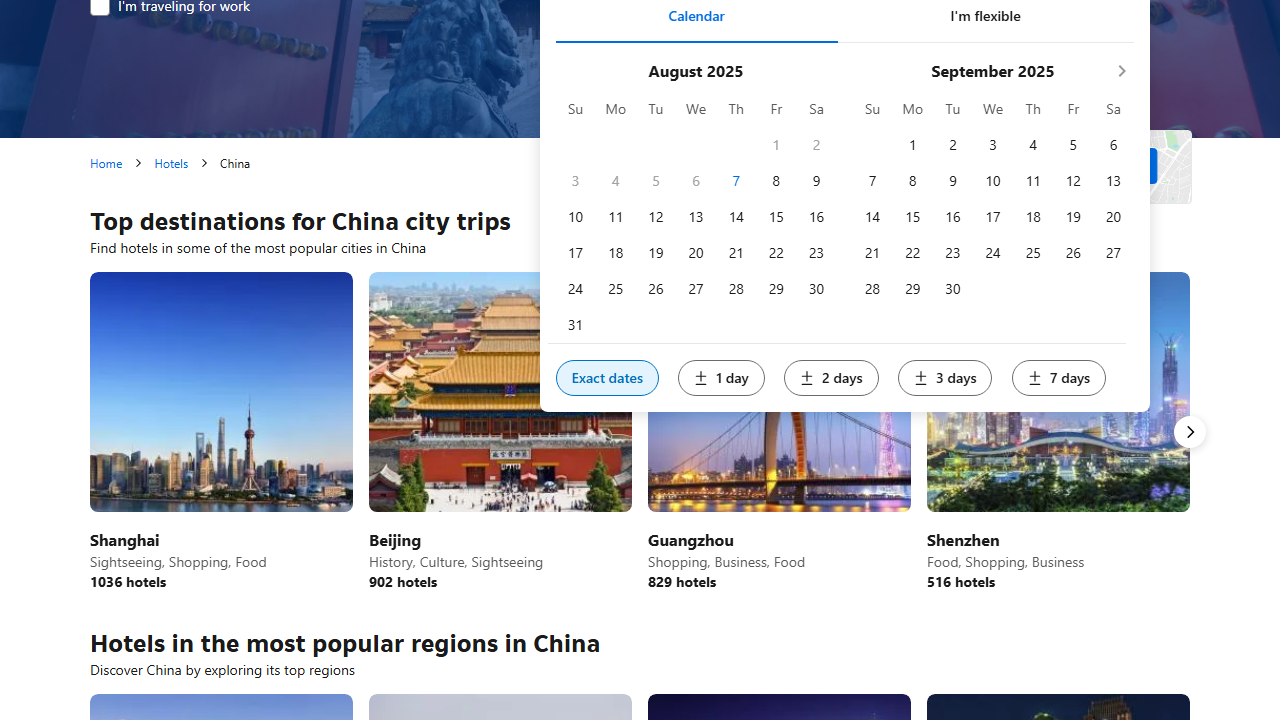 I'm traveling for work
Calendar
I'm flexible
August 2025
Su Mo Tu We Th Fr Sa
1 2
3 4 5 6 7 8 9
10 11 12 13 14 15 16
17 18 19 20 21 22 23
24 25 26 27 28 29 30
31
September 2025
Su Mo Tu We Th Fr Sa
1 2 3 4 5 6
7 8 9 10 11 12 13
14 15 16 17 18 19 20
21 22 23 24 25 26 27
28 29 30
Exact dates
± 1 day
± 2 days
± 3 days
± 7 days
Home > Hotels > China
Top destinations for China city trips
Find hotels in some of the most popular cities in China
Shanghai
Sightseeing, Shopping, Food
1036 hotels
Beijing
History, Culture, Sightseeing
902 hotels
Guangzhou
Shopping, Business, Food
829 hotels
Shenzhen
Food, Shopping, Business
516 hotels
Hotels in the most popular regions in China
Discover China by exploring its top regions